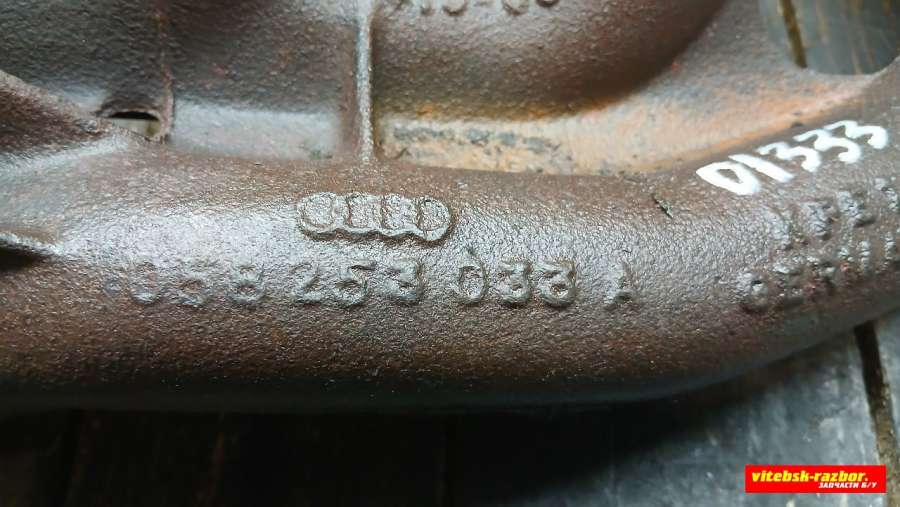 01333
058 253 033 A
vitebsk-razbor.
ЗАПЧАСТИ Б/У